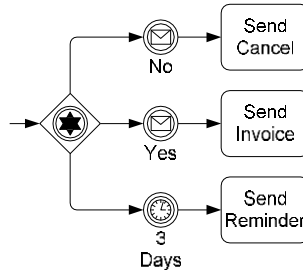 Send
Cancel
No
Send
Invoice
Yes
Send
Reminder
3
Days